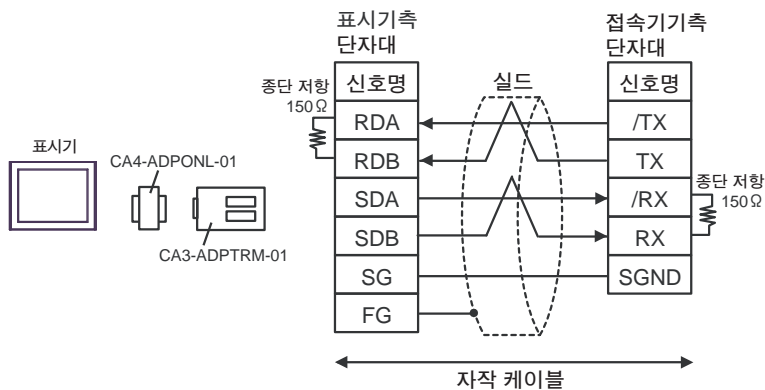 표시기
CA4-ADPONL-01
CA3-ADPTRM-01
종단 저항
150Ω
표시기측
단자대
신호명
RDA
RDB
SDA
SDB
SG
FG
실드
접속기기측
단자대
신호명
/TX
TX
/RX
RX
SGND
종단 저항
150Ω
자작 케이블